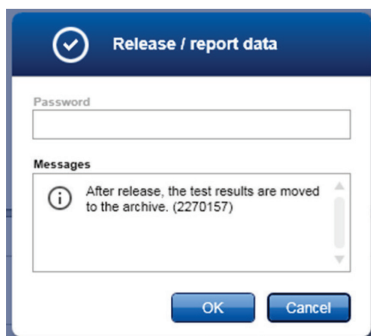 Release / report data
Password
Messages
After release, the test results are moved
to the archive. (2270157)
OK
Cancel